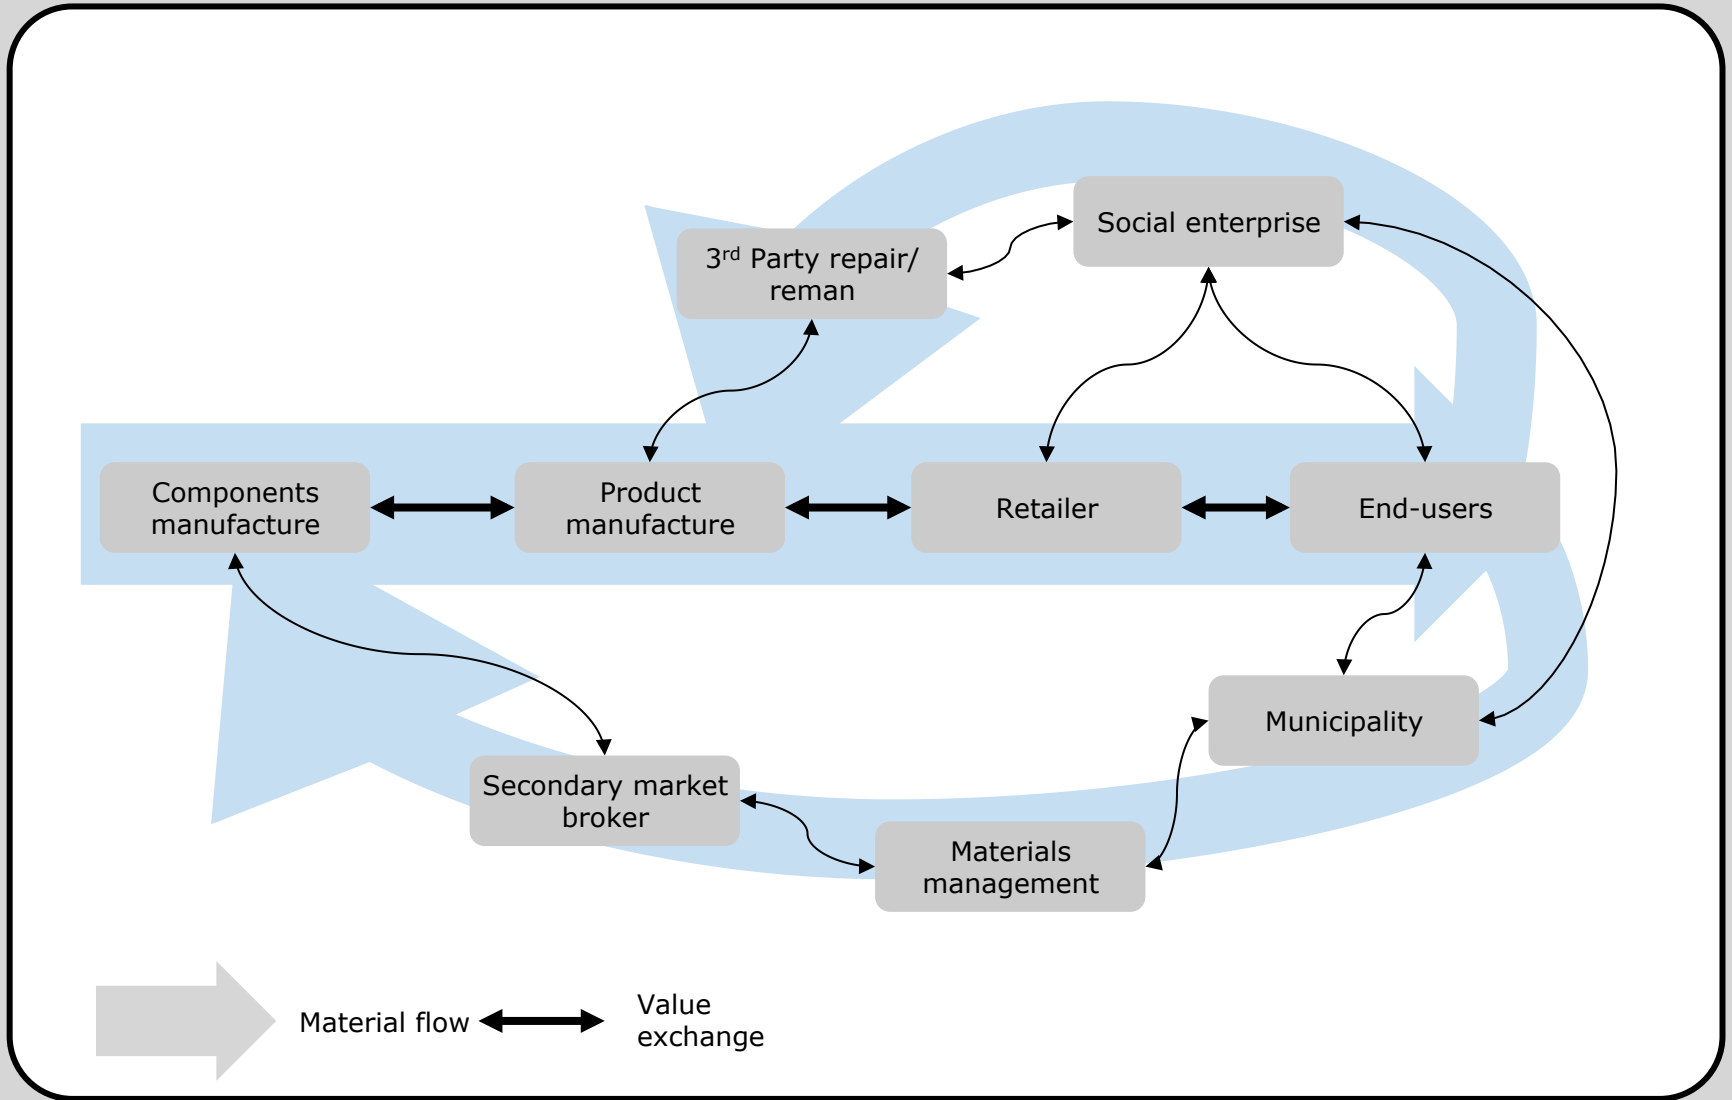 Social enterprise
3rd Party repair/
reman
Components
manufacture
Product
manufacture
Retailer
End-users
Municipality
Secondary market
broker
Materials
management
Material flow
Value
exchange